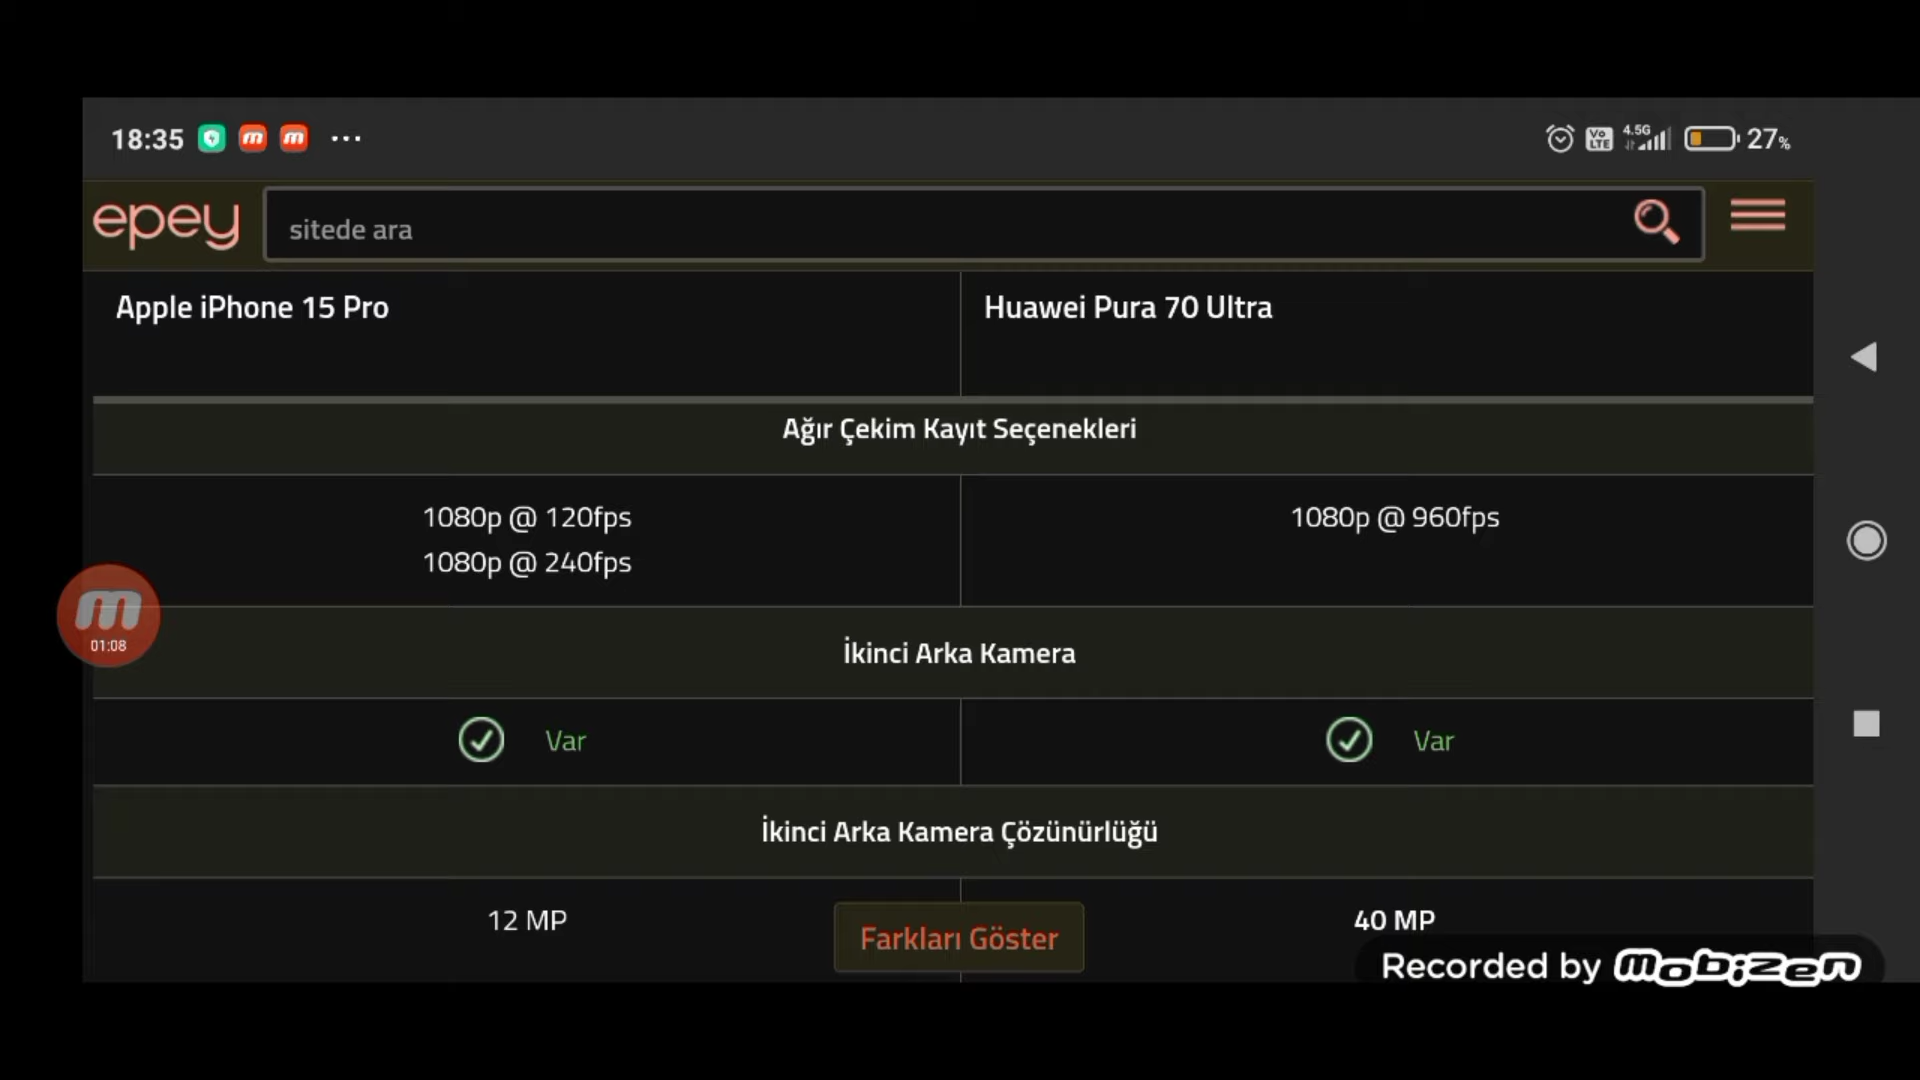 18:35 m m ... Vo LTE 4.5G 27%
epey sitede ara
Apple iPhone 15 Pro Huawei Pura 70 Ultra
Ağır Çekim Kayıt Seçenekleri
1080p @ 120fps 1080p @ 960fps
1080p @ 240fps
m
01:08
İkinci Arka Kamera
Var Var
İkinci Arka Kamera Çözünürlüğü
12 MP 40 MP
Farkları Göster
Recorded by mobizen